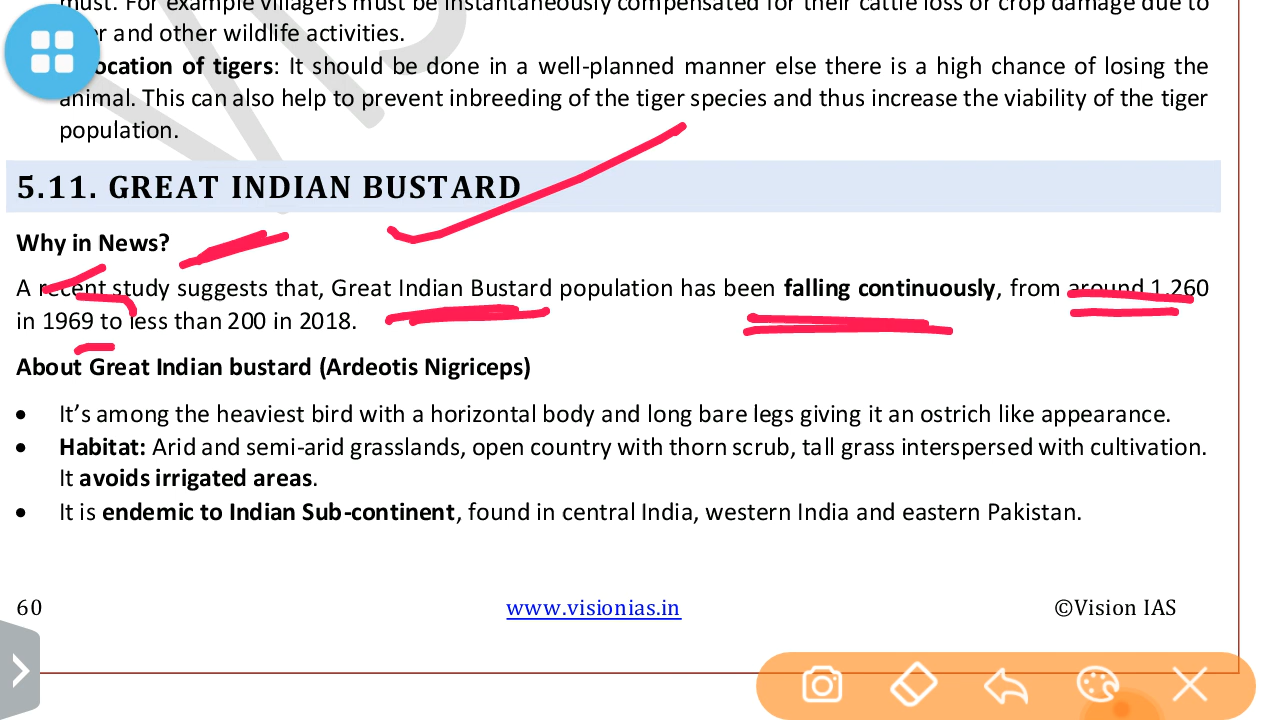 must. For example villagers must be instantaneously compensated for their cattle loss or crop damage due to
and other wildlife activities.
of tigers: It should be done in a well-planned manner else there is a high chance of losing the
animal. This can also help to prevent inbreeding of the tiger species and thus increase the viability of the tiger
population.
5.11. GREAT INDIAN BUSTARD
Why in News?
A recent study suggests that, Great Indian Bustard population has been falling continuously, from around 1,260
in 1969 to less than 200 in 2018.
About Great Indian bustard (Ardeotis Nigriceps)
• It's among the heaviest bird with a horizontal body and long bare legs giving it an ostrich like appearance.
• Habitat: Arid and semi-arid grasslands, open country with thorn scrub, tall grass interspersed with cultivation.
It avoids irrigated areas.
• It is endemic to Indian Sub-continent, found in central India, western India and eastern Pakistan.
60 www.visionias.in ©Vision IAS